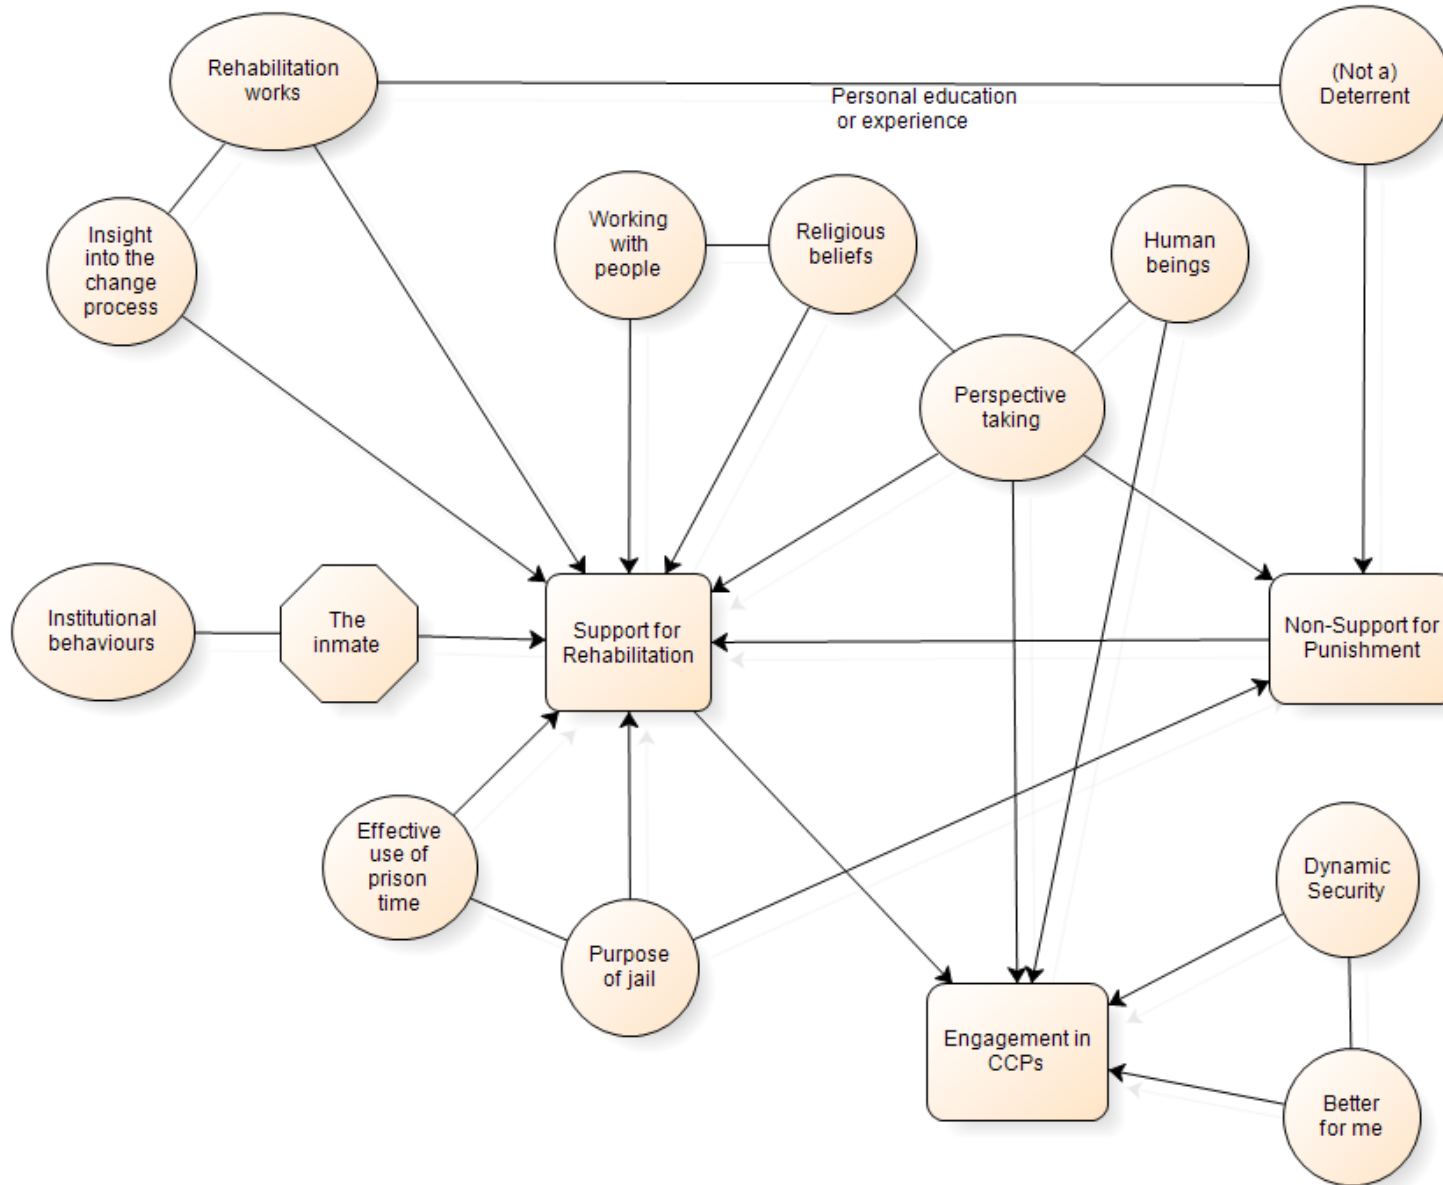 Rehabilitation
works
(Not a)
Deterrent
Personal education
or experience
Insight
into the
change
process
Working
with
people
Religious
beliefs
Human
beings
Perspective
taking
Institutional
behaviours
The
inmate
Support for
Rehabilitation
Non-Support for
Punishment
Effective
use of
prison
time
Purpose
of jail
Dynamic
Security
Engagement in
CCPs
Better
for me